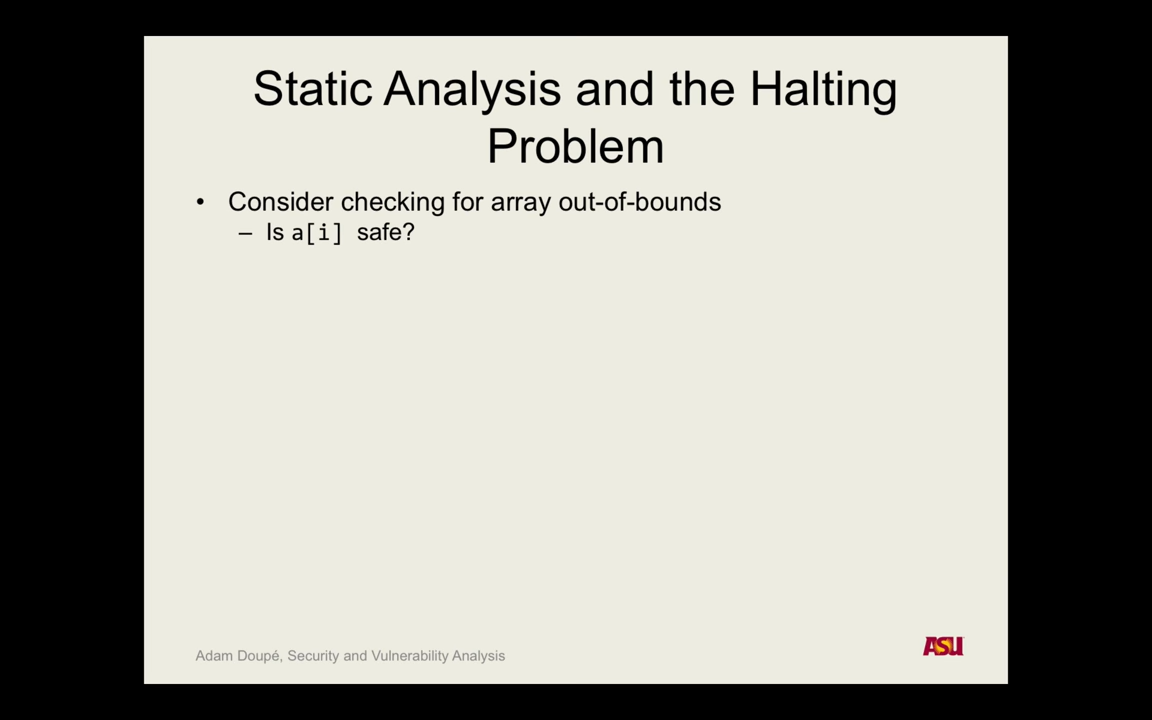 Static Analysis and the Halting
Problem
• Consider checking for array out-of-bounds
– Is a[i] safe?
Adam Doupé, Security and Vulnerability Analysis
ASU